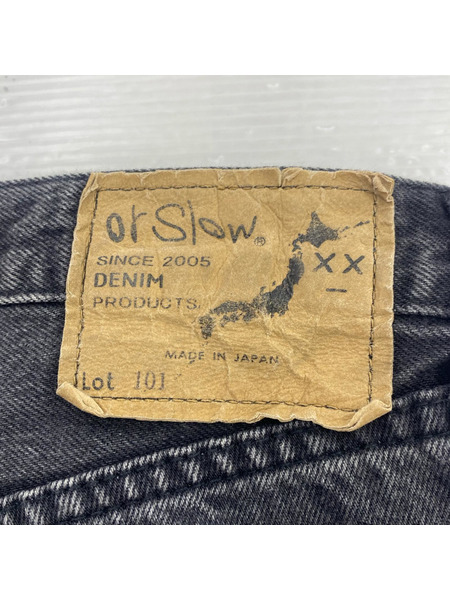 orSlow®
SINCE 2005
DENIM
PRODUCTS
XX
MADE IN JAPAN
Lot 101